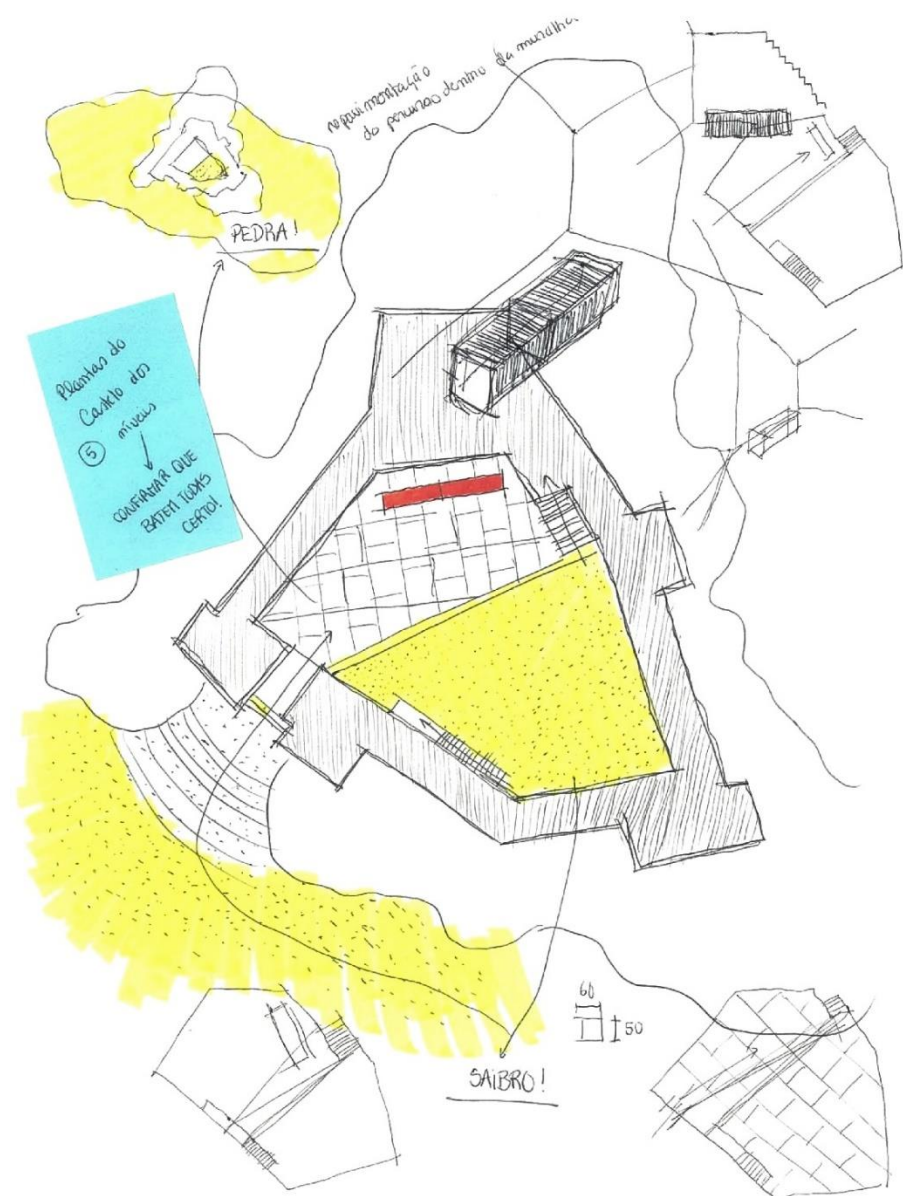 repavimentação
do percurso dentro da muralha
PEDRA!
Plantas do
Castelo dos
5 níveis
CONFIRMAR QUE
BATEM TODAS
CERTO!
60
50
SAIBRO!